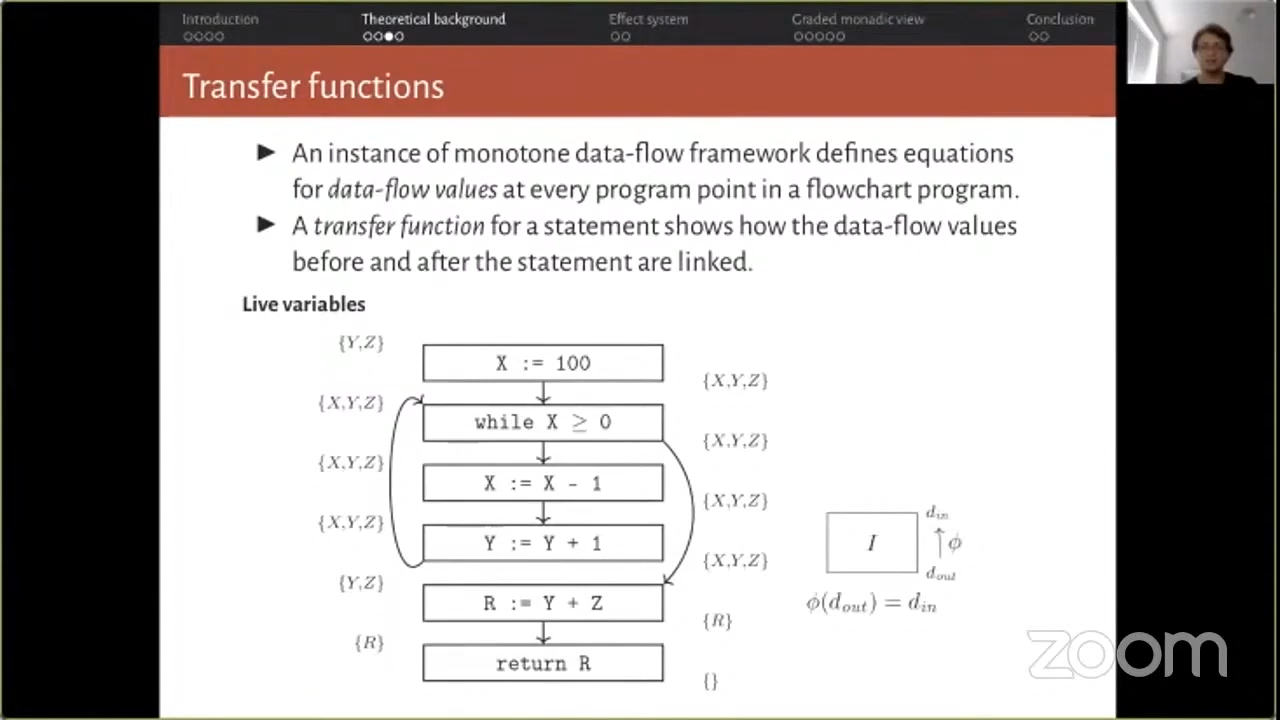 Introduction Theoretical background Effect system Graded monadic view Conclusion
Transfer functions
► An instance of monotone data-flow framework defines equations
for data-flow values at every program point in a flowchart program.
► A transfer function for a statement shows how the data-flow values
before and after the statement are linked.
Live variables
{Y,Z}
X := 100
{X,Y,Z}
{X,Y,Z}
while X ≥ 0
{X,Y,Z}
{X,Y,Z}
X := X - 1
{X,Y,Z}
{X,Y,Z}
Y := Y + 1
{X,Y,Z}
{Y,Z}
R := Y + Z
{R}
{R}
return R
{}
d_in
I
ϕ
d_out
ϕ(d_out) = d_in
zoom